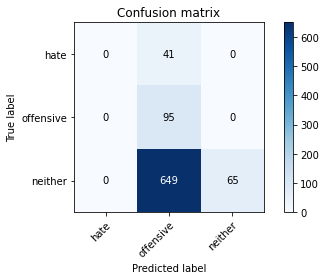 Confusion matrix
hate 0 41 0
offensive 0 95 0
neither 0 649 65
hate offensive neither
True label
Predicted label
600
500
400
300
200
100
0